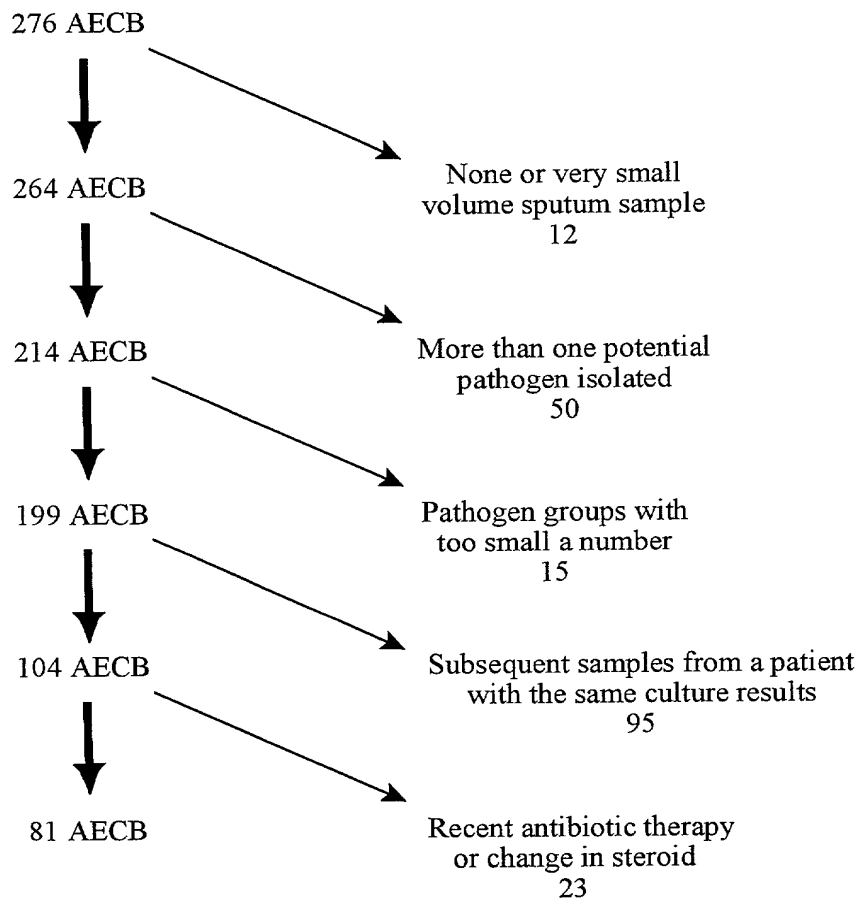 276 AECB
None or very small
volume sputum sample
12
264 AECB
More than one potential
pathogen isolated
50
214 AECB
Pathogen groups with
too small a number
15
199 AECB
Subsequent samples from a patient
with the same culture results
95
104 AECB
Recent antibiotic therapy
or change in steroid
23
81 AECB